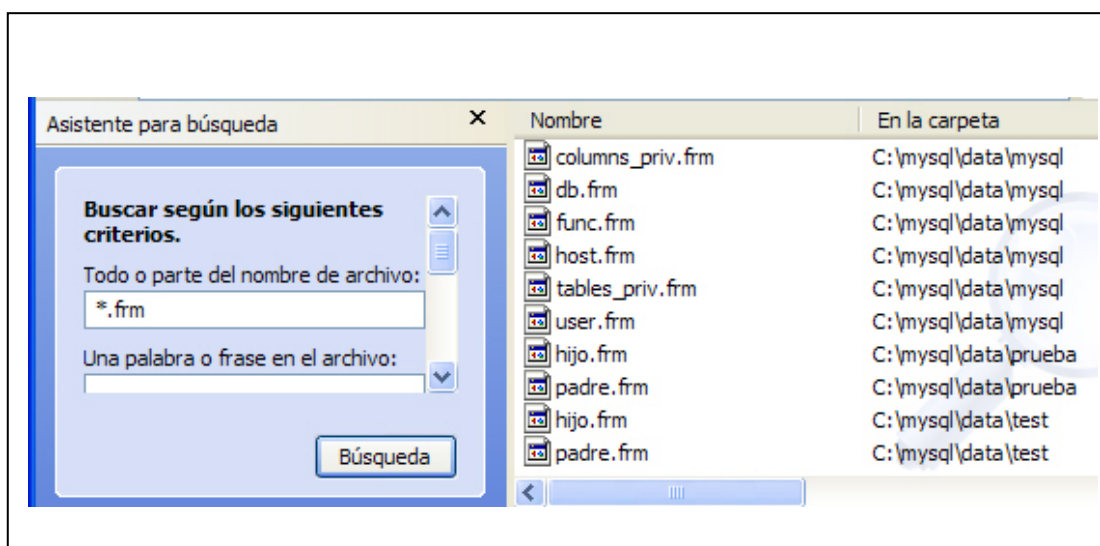 Asistente para búsqueda
Buscar según los siguientes
criterios.
Todo o parte del nombre de archivo:
*.frm
Una palabra o frase en el archivo:
Búsqueda
Nombre En la carpeta
columns_priv.frm C:\mysql\data\mysql
db.frm C:\mysql\data\mysql
func.frm C:\mysql\data\mysql
host.frm C:\mysql\data\mysql
tables_priv.frm C:\mysql\data\mysql
user.frm C:\mysql\data\mysql
hijo.frm C:\mysql\data\prueba
padre.frm C:\mysql\data\prueba
hijo.frm C:\mysql\data\test
padre.frm C:\mysql\data\test